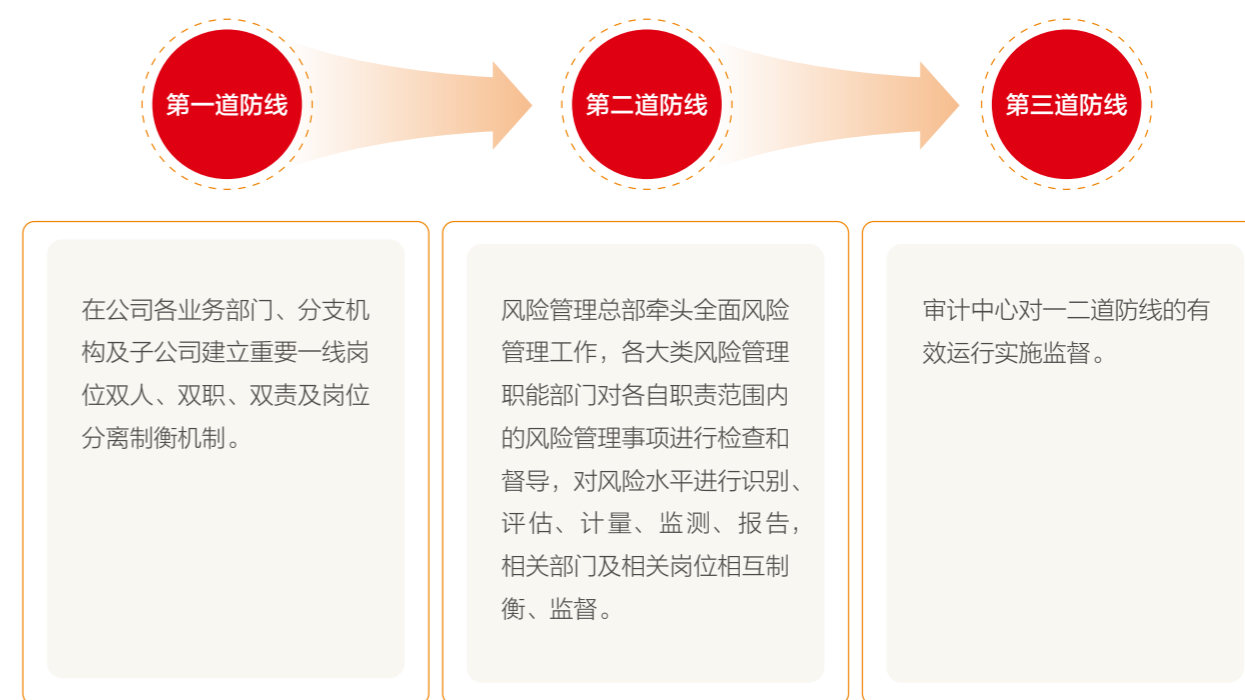 第一道防线
第二道防线
第三道防线
在公司各业务部门、分支机
构及子公司建立重要一线岗
位双人、双职、双责及岗位
分离制衡机制。
风险管理总部牵头全面风险
管理工作，各大类风险管理
职能部门对各自职责范围内
的风险管理事项进行检查和
督导，对风险水平进行识别、
评估、计量、监测、报告，
相关部门及相关岗位相互制
衡、监督。
审计中心对一二道防线的有
效运行实施监督。